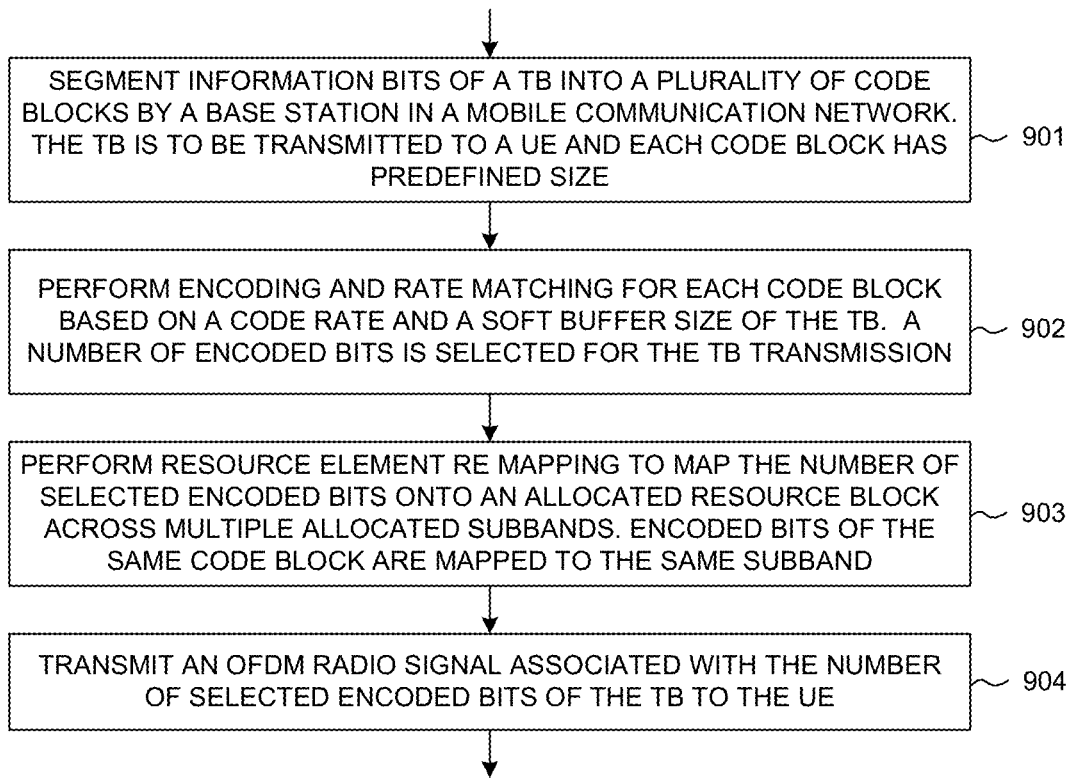 SEGMENT INFORMATION BITS OF A TB INTO A PLURALITY OF CODE
BLOCKS BY A BASE STATION IN A MOBILE COMMUNICATION NETWORK.
THE TB IS TO BE TRANSMITTED TO A UE AND EACH CODE BLOCK HAS
PREDEFINED SIZE
901
PERFORM ENCODING AND RATE MATCHING FOR EACH CODE BLOCK
BASED ON A CODE RATE AND A SOFT BUFFER SIZE OF THE TB. A
NUMBER OF ENCODED BITS IS SELECTED FOR THE TB TRANSMISSION
902
PERFORM RESOURCE ELEMENT RE MAPPING TO MAP THE NUMBER OF
SELECTED ENCODED BITS ONTO AN ALLOCATED RESOURCE BLOCK
ACROSS MULTIPLE ALLOCATED SUBBANDS. ENCODED BITS OF THE
SAME CODE BLOCK ARE MAPPED TO THE SAME SUBBAND
903
TRANSMIT AN OFDM RADIO SIGNAL ASSOCIATED WITH THE NUMBER
OF SELECTED ENCODED BITS OF THE TB TO THE UE
904